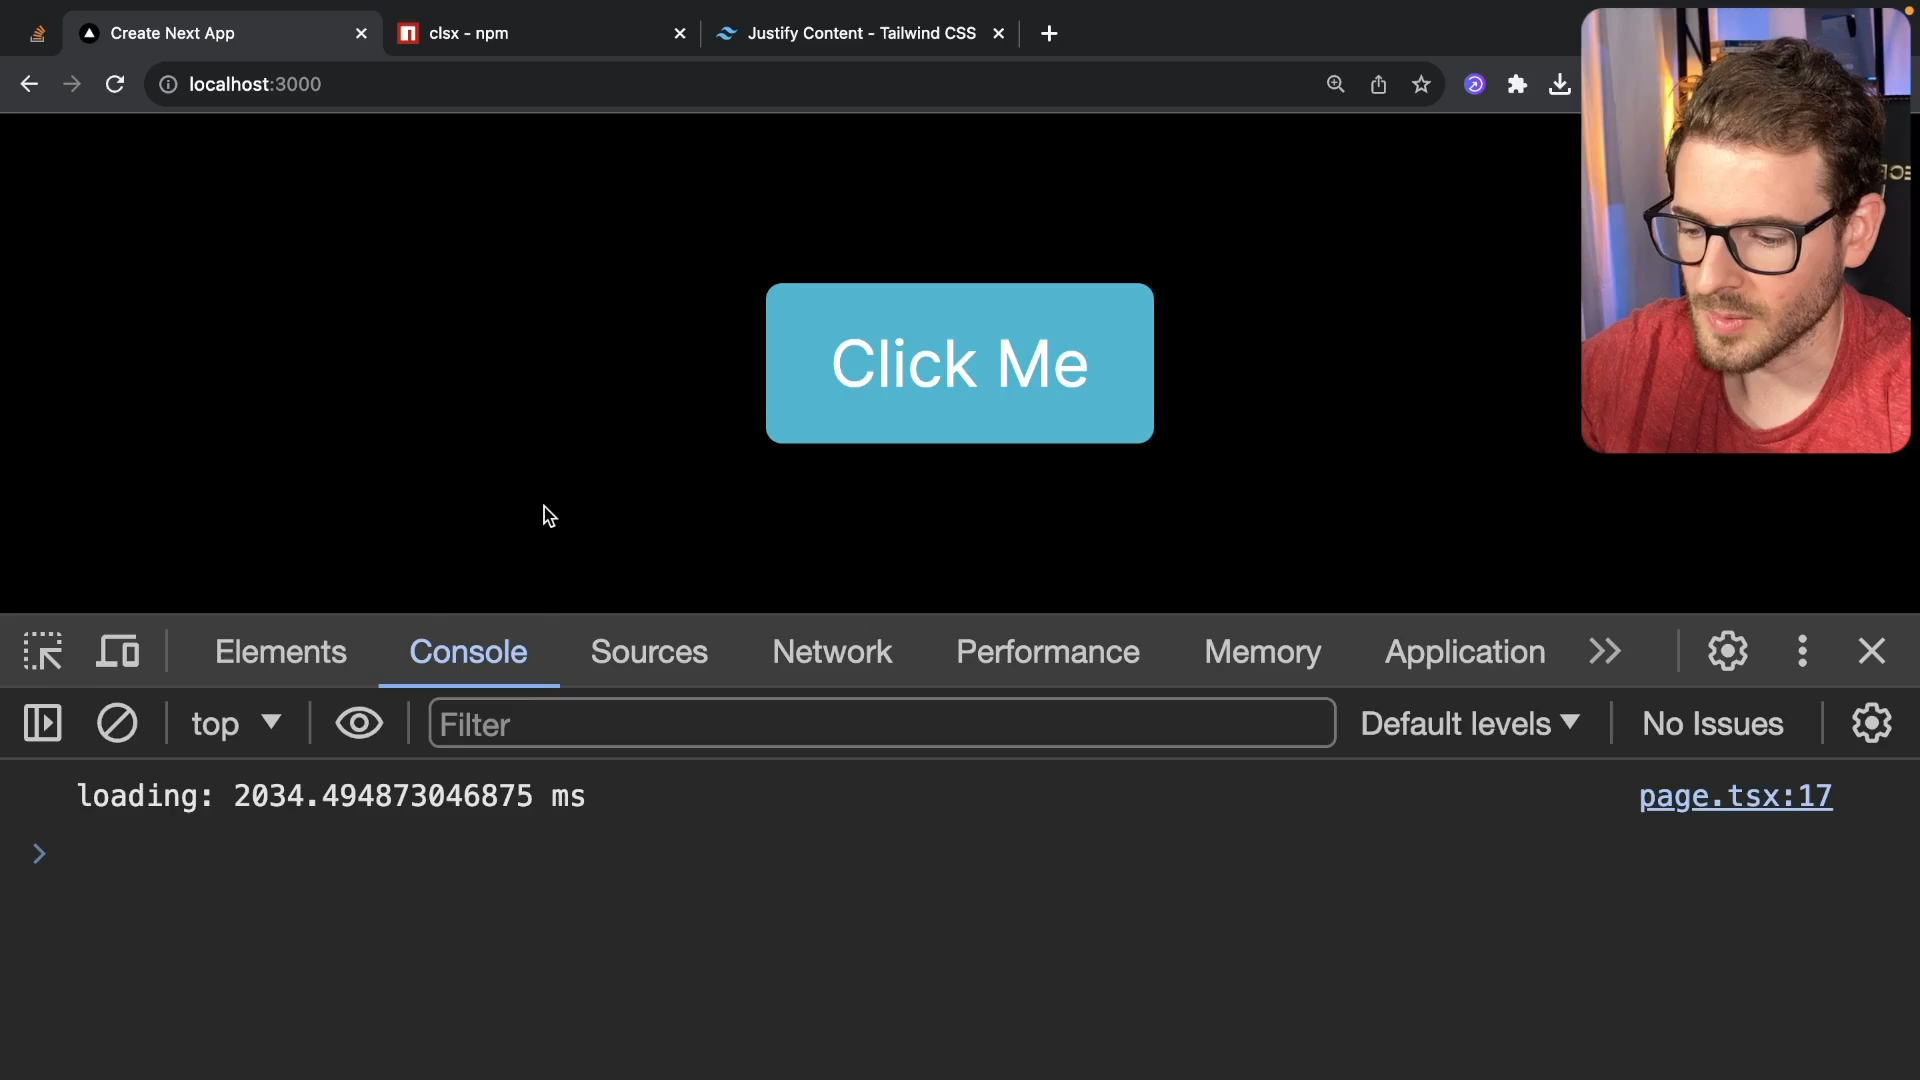 Create Next App
clsx - npm
Justify Content - Tailwind CSS
localhost:3000
Click Me
Elements
Console
Sources
Network
Performance
Memory
Application
top
Filter
Default levels
No Issues
loading: 2034.494873046875 ms
page.tsx:17